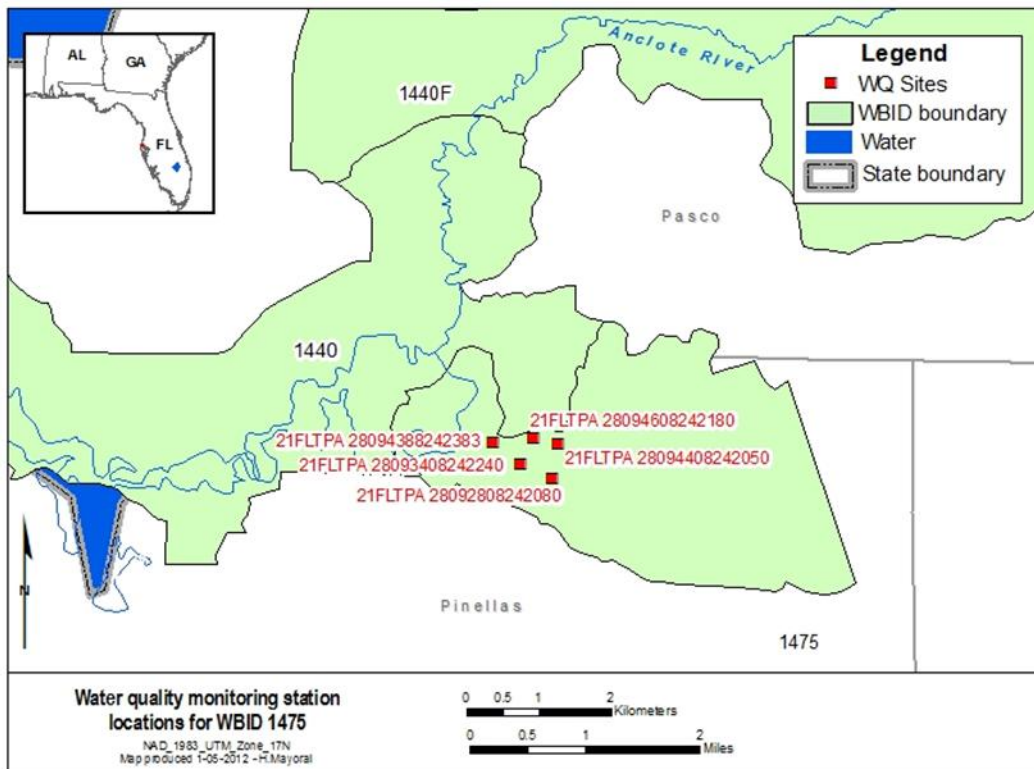 AL
GA
FL
Anclote River
Legend
WQ Sites
WBID boundary
Water
State boundary
1440F
Pasco
1440
21FLTPA 28094608242180
21FLTPA 28094388242383
21FLTPA 28094408242050
21FLTPA 28093408242240
21FLTPA 28092808242080
N
Pinellas
1475
Water quality monitoring station
locations for WBID 1475
NAD_1983_UTM_Zone_17N
Map produced 1-05-2012 - H.Mayoral
0 0.5 1 2
Kilometers
0 0.5 1 2
Miles